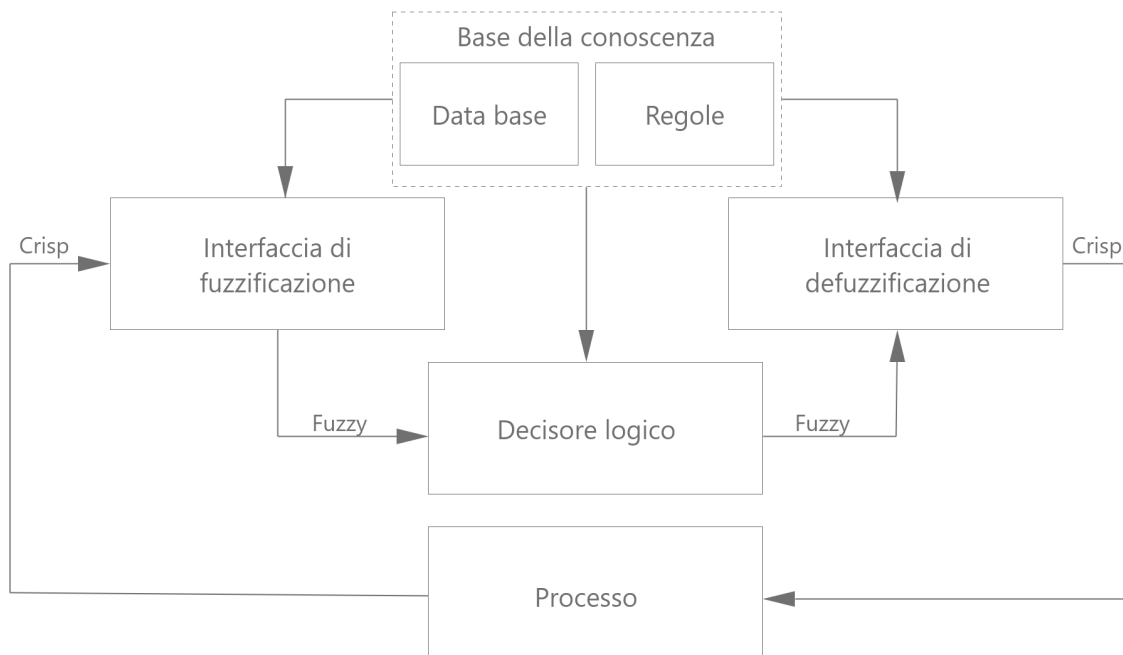 Base della conoscenza
Data base
Regole
Crisp
Interfaccia di
fuzzificazione
Interfaccia di
defuzzificazione
Crisp
Fuzzy
Decisore logico
Fuzzy
Processo